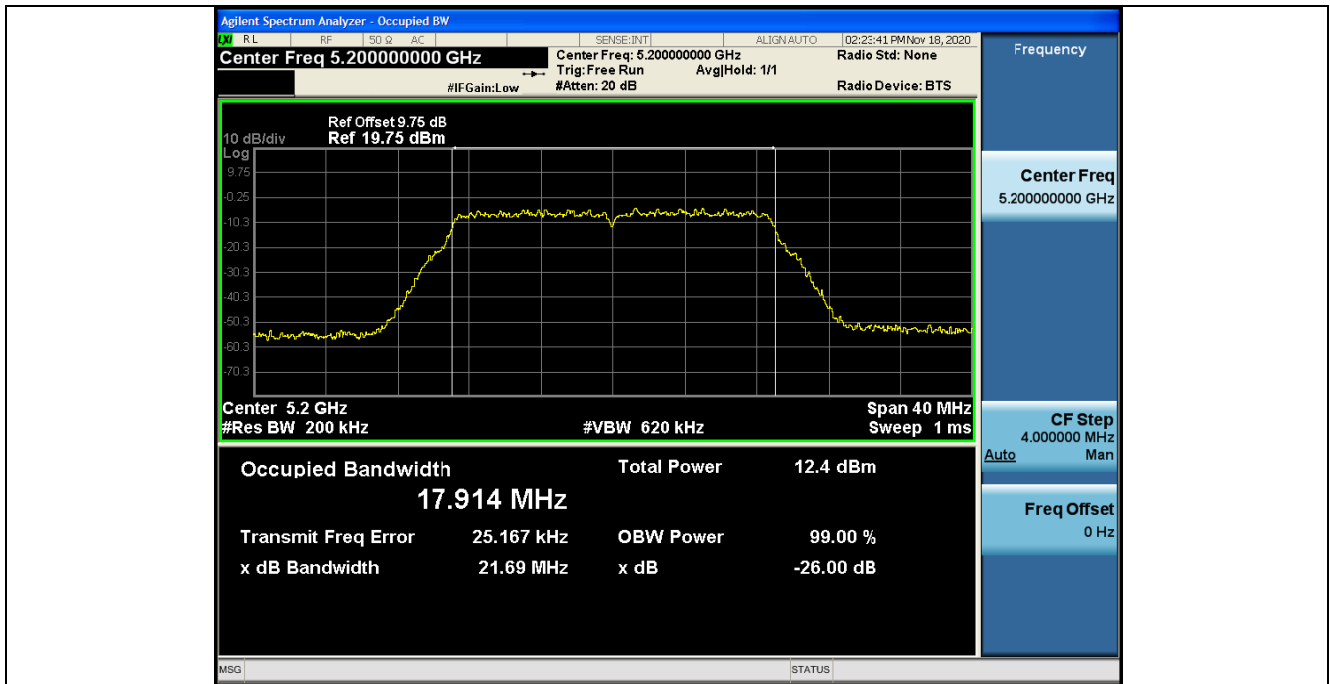 Agilent Spectrum Analyzer - Occupied BW
LXI RL RF 50 Ω AC SENSE:INT ALIGN AUTO 02:23:41 PM Nov 18, 2020
Center Freq 5.200000000 GHz
Center Freq: 5.200000000 GHz
Radio Std: None
Trig: Free Run Avg|Hold: 1/1
#IFGain:Low
#Atten: 20 dB
Radio Device: BTS
Frequency
Ref Offset 9.75 dB
10 dB/div Ref 19.75 dBm
Log
9.75
-0.25
-10.3
-20.3
-30.3
-40.3
-50.3
-60.3
-70.3
Center 5.2 GHz Span 40 MHz
#Res BW 200 kHz #VBW 620 kHz Sweep 1 ms
Center Freq
5.200000000 GHz
CF Step
4.000000 MHz
Auto Man
Freq Offset
0 Hz
Occupied Bandwidth Total Power 12.4 dBm
17.914 MHz
Transmit Freq Error 25.167 kHz OBW Power 99.00 %
x dB Bandwidth 21.69 MHz x dB -26.00 dB
MSG STATUS